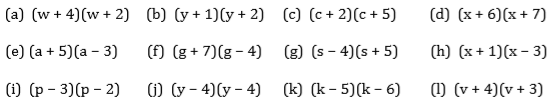 (a) (w + 4)(w + 2) (b) (y + 1)(y + 2) (c) (c + 2)(c + 5) (d) (x + 6)(x + 7)
(e) (a + 5)(a − 3) (f) (g + 7)(g − 4) (g) (s − 4)(s + 5) (h) (x + 1)(x − 3)
(i) (p − 3)(p − 2) (j) (y − 4)(y − 4) (k) (k − 5)(k − 6) (l) (v + 4)(v + 3)